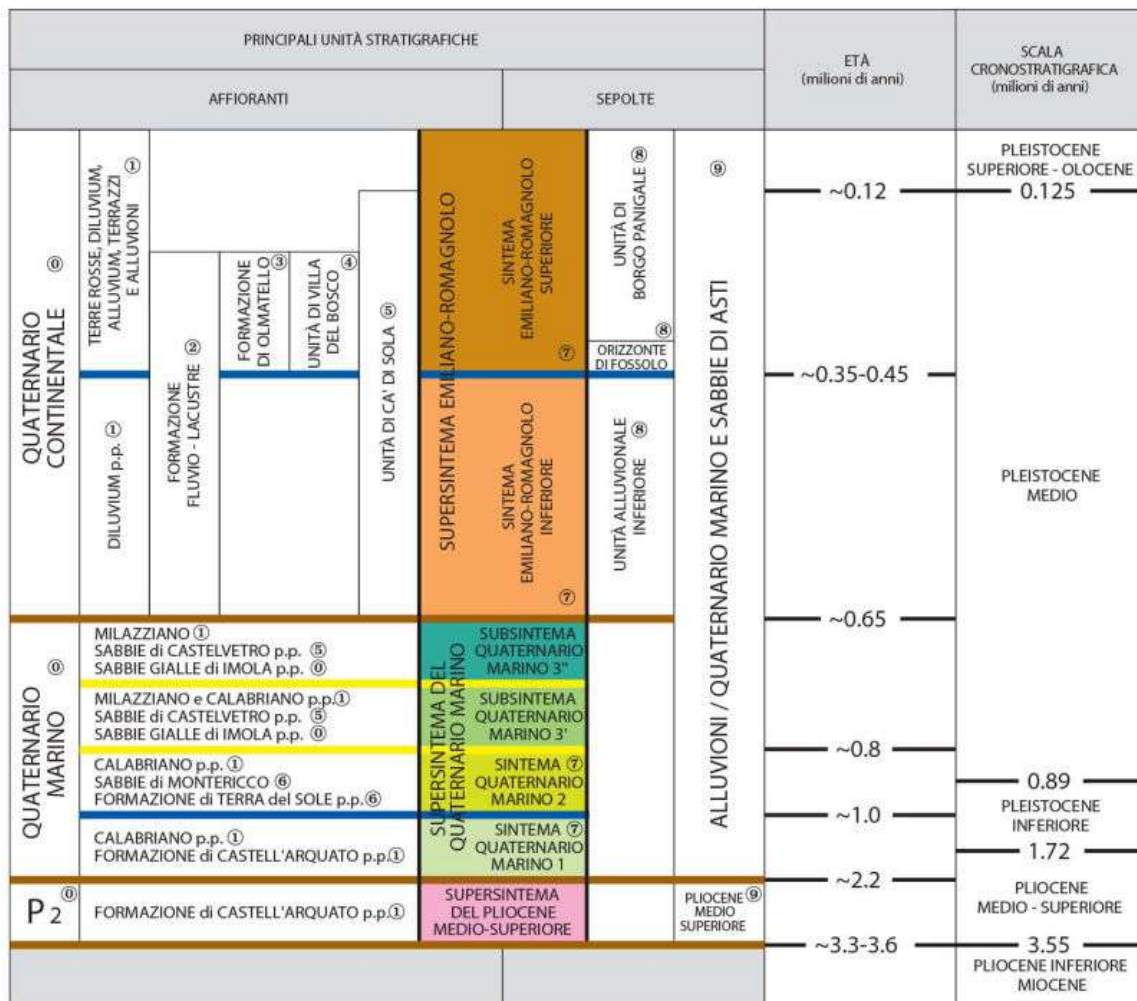 PRINCIPALI UNITÀ STRATIGRAFICHE
AFFIORANTI
SEPOLTE
ETÀ
(milioni di anni)
SCALA
CRONOSTRATIGRAFICA
(milioni di anni)
QUATERNARIO
CONTINENTALE ⓪
TERRE ROSSE, DILUVIUM, ①
ALLUVIUM, TERRAZZI
E ALLUVIONI
DILUVIUM p.p. ①
FORMAZIONE ②
FLUVIO - LACUSTRE
FORMAZIONE ③
DI OLMATELLO
UNITÀ DI VILLA ④
DEL BOSCO
UNITÀ DI CA' DI SOLA ⑤
SUPERSINTEMA EMILIANO-ROMAGNOLO
SINTEMA
EMILIANO-ROMAGNOLO
SUPERIORE
⑦
SINTEMA
EMILIANO-ROMAGNOLO
INFERIORE
⑦
UNITÀ DI
BORGO PANIGALE ⑧
⑧
ORIZZONTE
DI FOSSOLO
UNITÀ ALLUVIONALE
INFERIORE ⑧
ALLUVIONI / QUATERNARIO MARINO E SABBIE DI ASTI ⑨
QUATERNARIO
MARINO ⓪
MILAZZIANO ①
SABBIE di CASTELVETRO p.p. ⑤
SABBIE GIALLE di IMOLA p.p. ⓪
MILAZZIANO e CALABRIANO p.p. ①
SABBIE di CASTELVETRO p.p. ⑤
SABBIE GIALLE di IMOLA p.p. ⓪
CALABRIANO p.p. ①
SABBIE di MONTERICCO ⑥
FORMAZIONE di TERRA del SOLE p.p. ⑥
CALABRIANO p.p. ①
FORMAZIONE di CASTELL'ARQUATO p.p. ①
SUPERSINTEMA DEL
QUATERNARIO MARINO
SUBSINTEMA
QUATERNARIO
MARINO 3"
SUBSINTEMA
QUATERNARIO
MARINO 3'
SINTEMA ⑦
QUATERNARIO
MARINO 2
SINTEMA ⑦
QUATERNARIO
MARINO 1
P2 ⓪
FORMAZIONE di CASTELL'ARQUATO p.p. ①
SUPERSINTEMA
DEL PLIOCENE
MEDIO-SUPERIORE
PLIOCENE ⑨
MEDIO
SUPERIORE
~0.12
~0.35-0.45
~0.65
~0.8
~1.0
~2.2
~3.3-3.6
PLEISTOCENE
SUPERIORE - OLOCENE
0.125
PLEISTOCENE
MEDIO
0.89
PLEISTOCENE
INFERIORE
1.72
PLIOCENE
MEDIO - SUPERIORE
3.55
PLIOCENE INFERIORE
MIOCENE